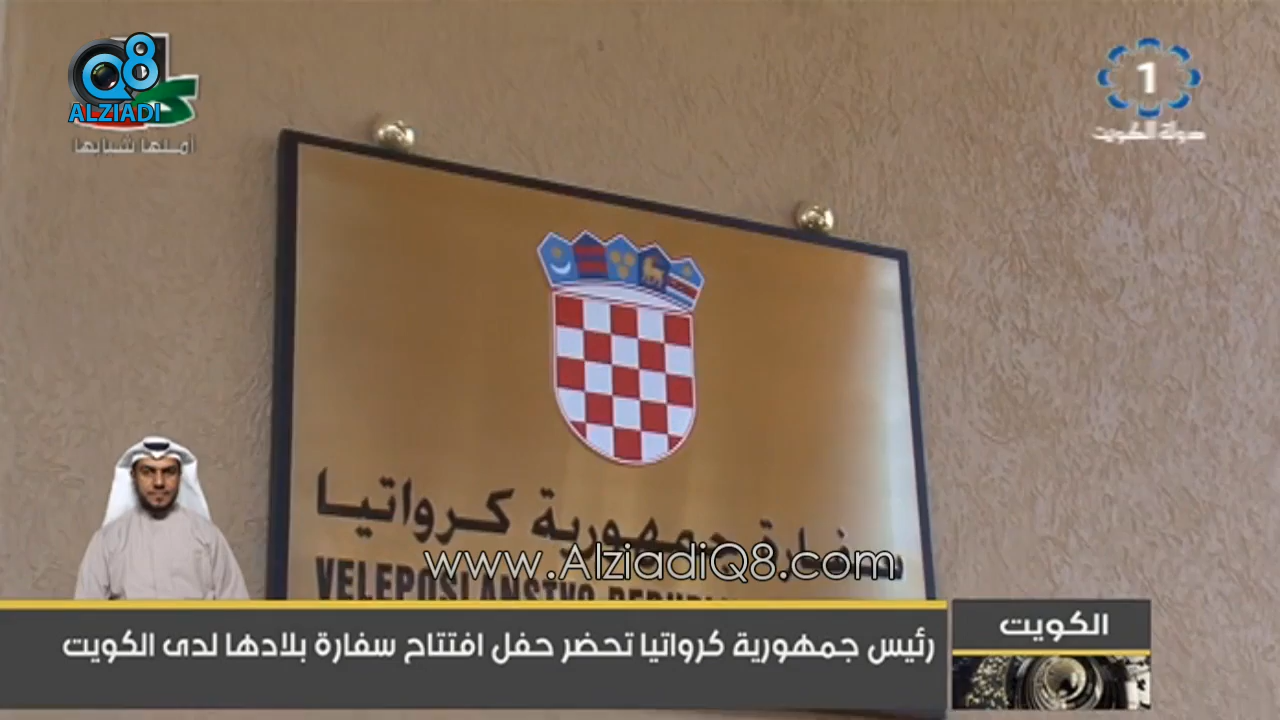 Q8
ALZIADI
أمنها شبابها
1
دولة الكويت
سفارة جمهورية كرواتيا
VELEPOSLANSTVO
www.AlziadiQ8.com
الكويت
رئيس جمهورية كرواتيا تحضر حفل افتتاح سفارة بلادها لدى الكويت